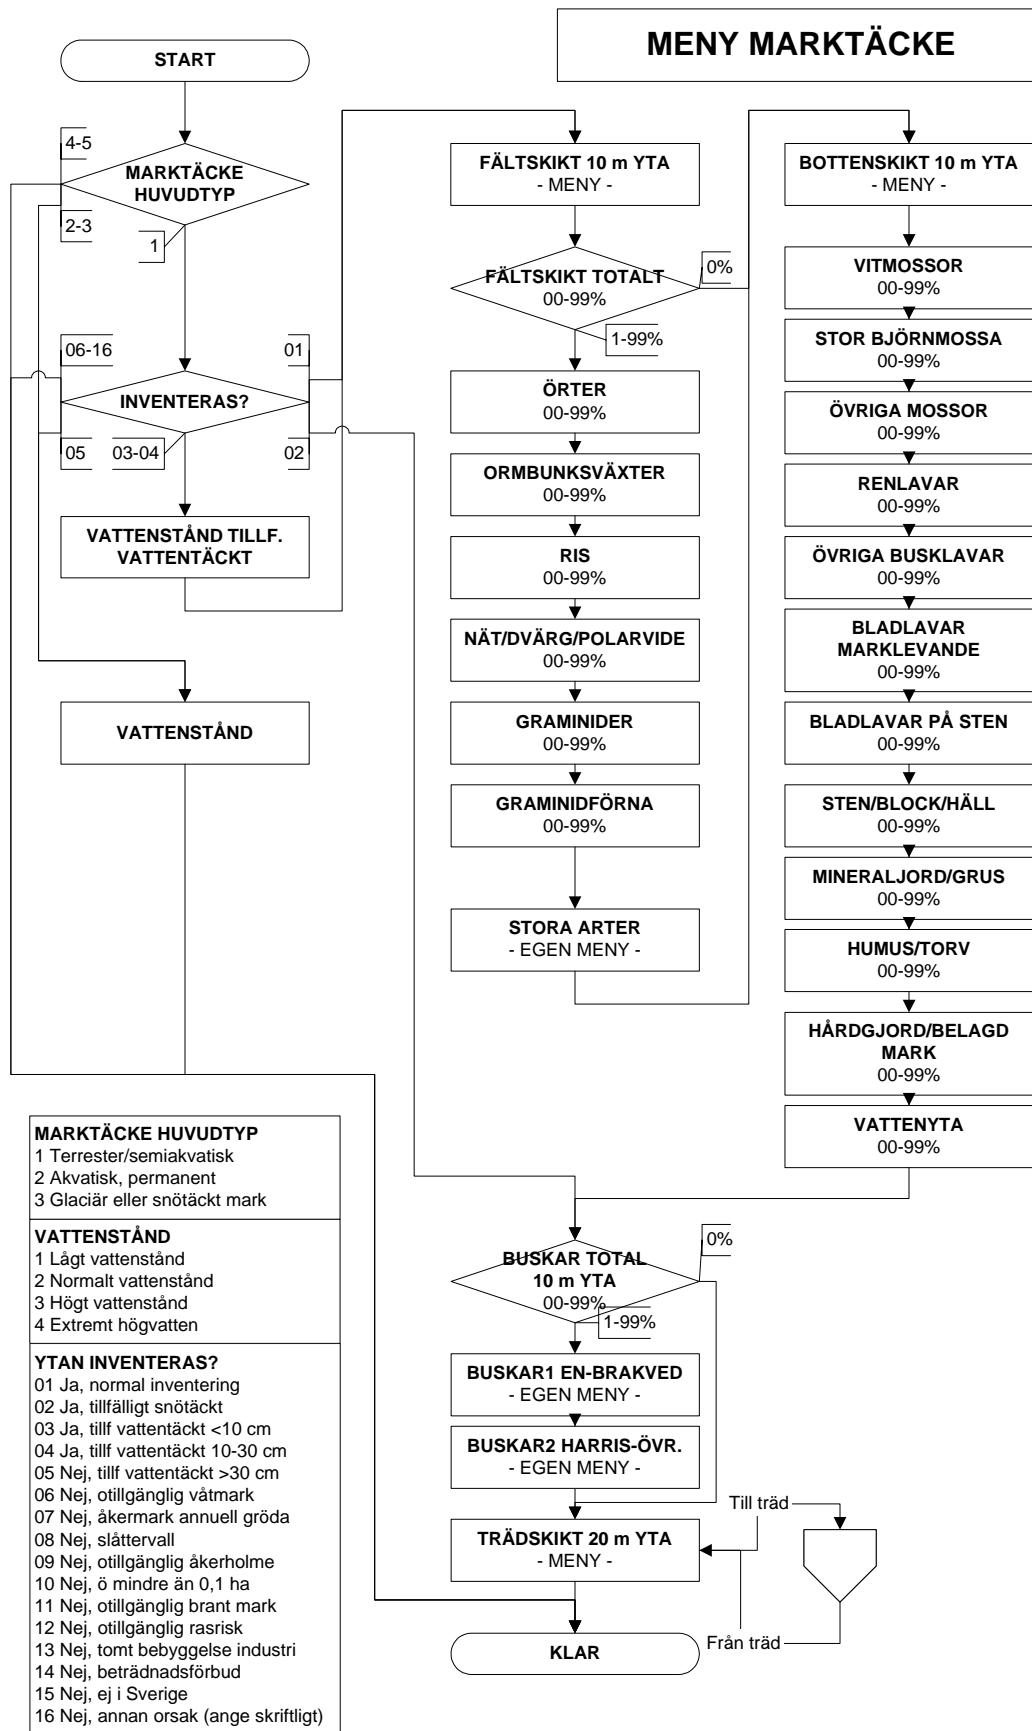 MENY MARKTÄCKE
START
4-5
MARKTÄCKE
HUVUDTYP
2-3
1
06-16
01
INVENTERAS?
05
03-04
02
VATTENSTÅND TILLF.
VATTENTÄCKT
VATTENSTÅND
FÄLTSKIKT 10 m YTA
- MENY -
FÄLTSKIKT TOTALT
00-99%
0%
1-99%
ÖRTER
00-99%
ORMBUNKSVÄXTER
00-99%
RIS
00-99%
NÄT/DVÄRG/POLARVIDE
00-99%
GRAMINIDER
00-99%
GRAMINIDFÖRNA
00-99%
STORA ARTER
- EGEN MENY -
BOTTENSKIKT 10 m YTA
- MENY -
VITMOSSOR
00-99%
STOR BJÖRNMOSSA
00-99%
ÖVRIGA MOSSOR
00-99%
RENLAVAR
00-99%
ÖVRIGA BUSKLAVAR
00-99%
BLADLAVAR
MARKLEVANDE
00-99%
BLADLAVAR PÅ STEN
00-99%
STEN/BLOCK/HÄLL
00-99%
MINERALJORD/GRUS
00-99%
HUMUS/TORV
00-99%
HÅRDGJORD/BELAGD
MARK
00-99%
VATTENYTA
00-99%
BUSKAR TOTAL
10 m YTA
00-99%
0%
1-99%
BUSKAR1 EN-BRAKVED
- EGEN MENY -
BUSKAR2 HARRIS-ÖVR.
- EGEN MENY -
TRÄDSKIKT 20 m YTA
- MENY -
Till träd
Från träd
KLAR
MARKTÄCKE HUVUDTYP
1 Terrester/semiakvatisk
2 Akvatisk, permanent
3 Glaciär eller snötäckt mark
VATTENSTÅND
1 Lågt vattenstånd
2 Normalt vattenstånd
3 Högt vattenstånd
4 Extremt högvatten
YTAN INVENTERAS?
01 Ja, normal inventering
02 Ja, tillfälligt snötäckt
03 Ja, tillf vattentäckt <10 cm
04 Ja, tillf vattentäckt 10-30 cm
05 Nej, tillf vattentäckt >30 cm
06 Nej, otillgänglig våtmark
07 Nej, åkermark annuell gröda
08 Nej, slåttervall
09 Nej, otillgänglig åkerholme
10 Nej, ö mindre än 0,1 ha
11 Nej, otillgänglig brant mark
12 Nej, otillgänglig rasrisk
13 Nej, tomt bebyggelse industri
14 Nej, beträdnadsförbud
15 Nej, ej i Sverige
16 Nej, annan orsak (ange skriftligt)